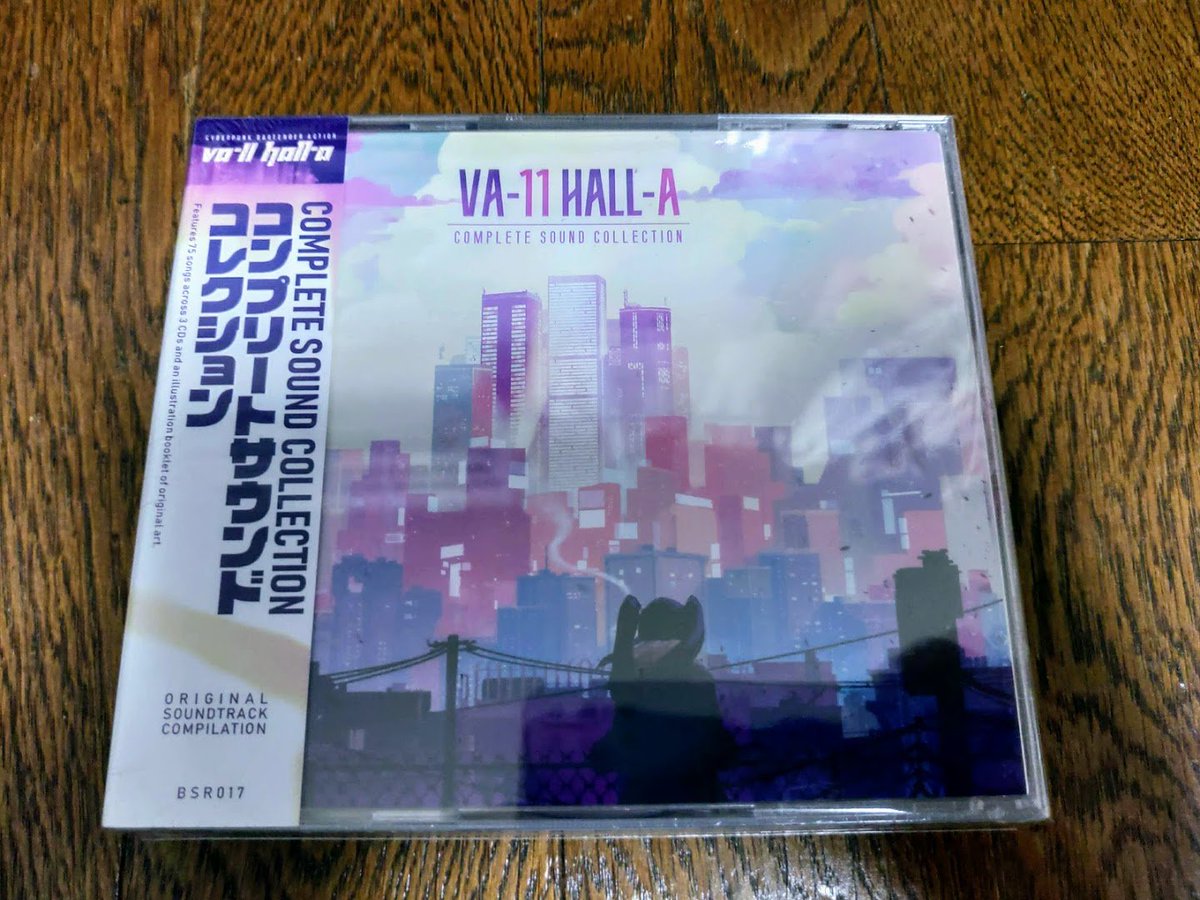 CYBERPUNK BARTENDER ACTION
va-11 hall-a
COMPLETE SOUND COLLECTION
コンプリートサウンド
コレクション
Features 75 songs across 3 CDs and an illustration booklet of original art.
ORIGINAL
SOUNDTRACK
COMPILATION
BSR017
VA-11 HALL-A
COMPLETE SOUND COLLECTION